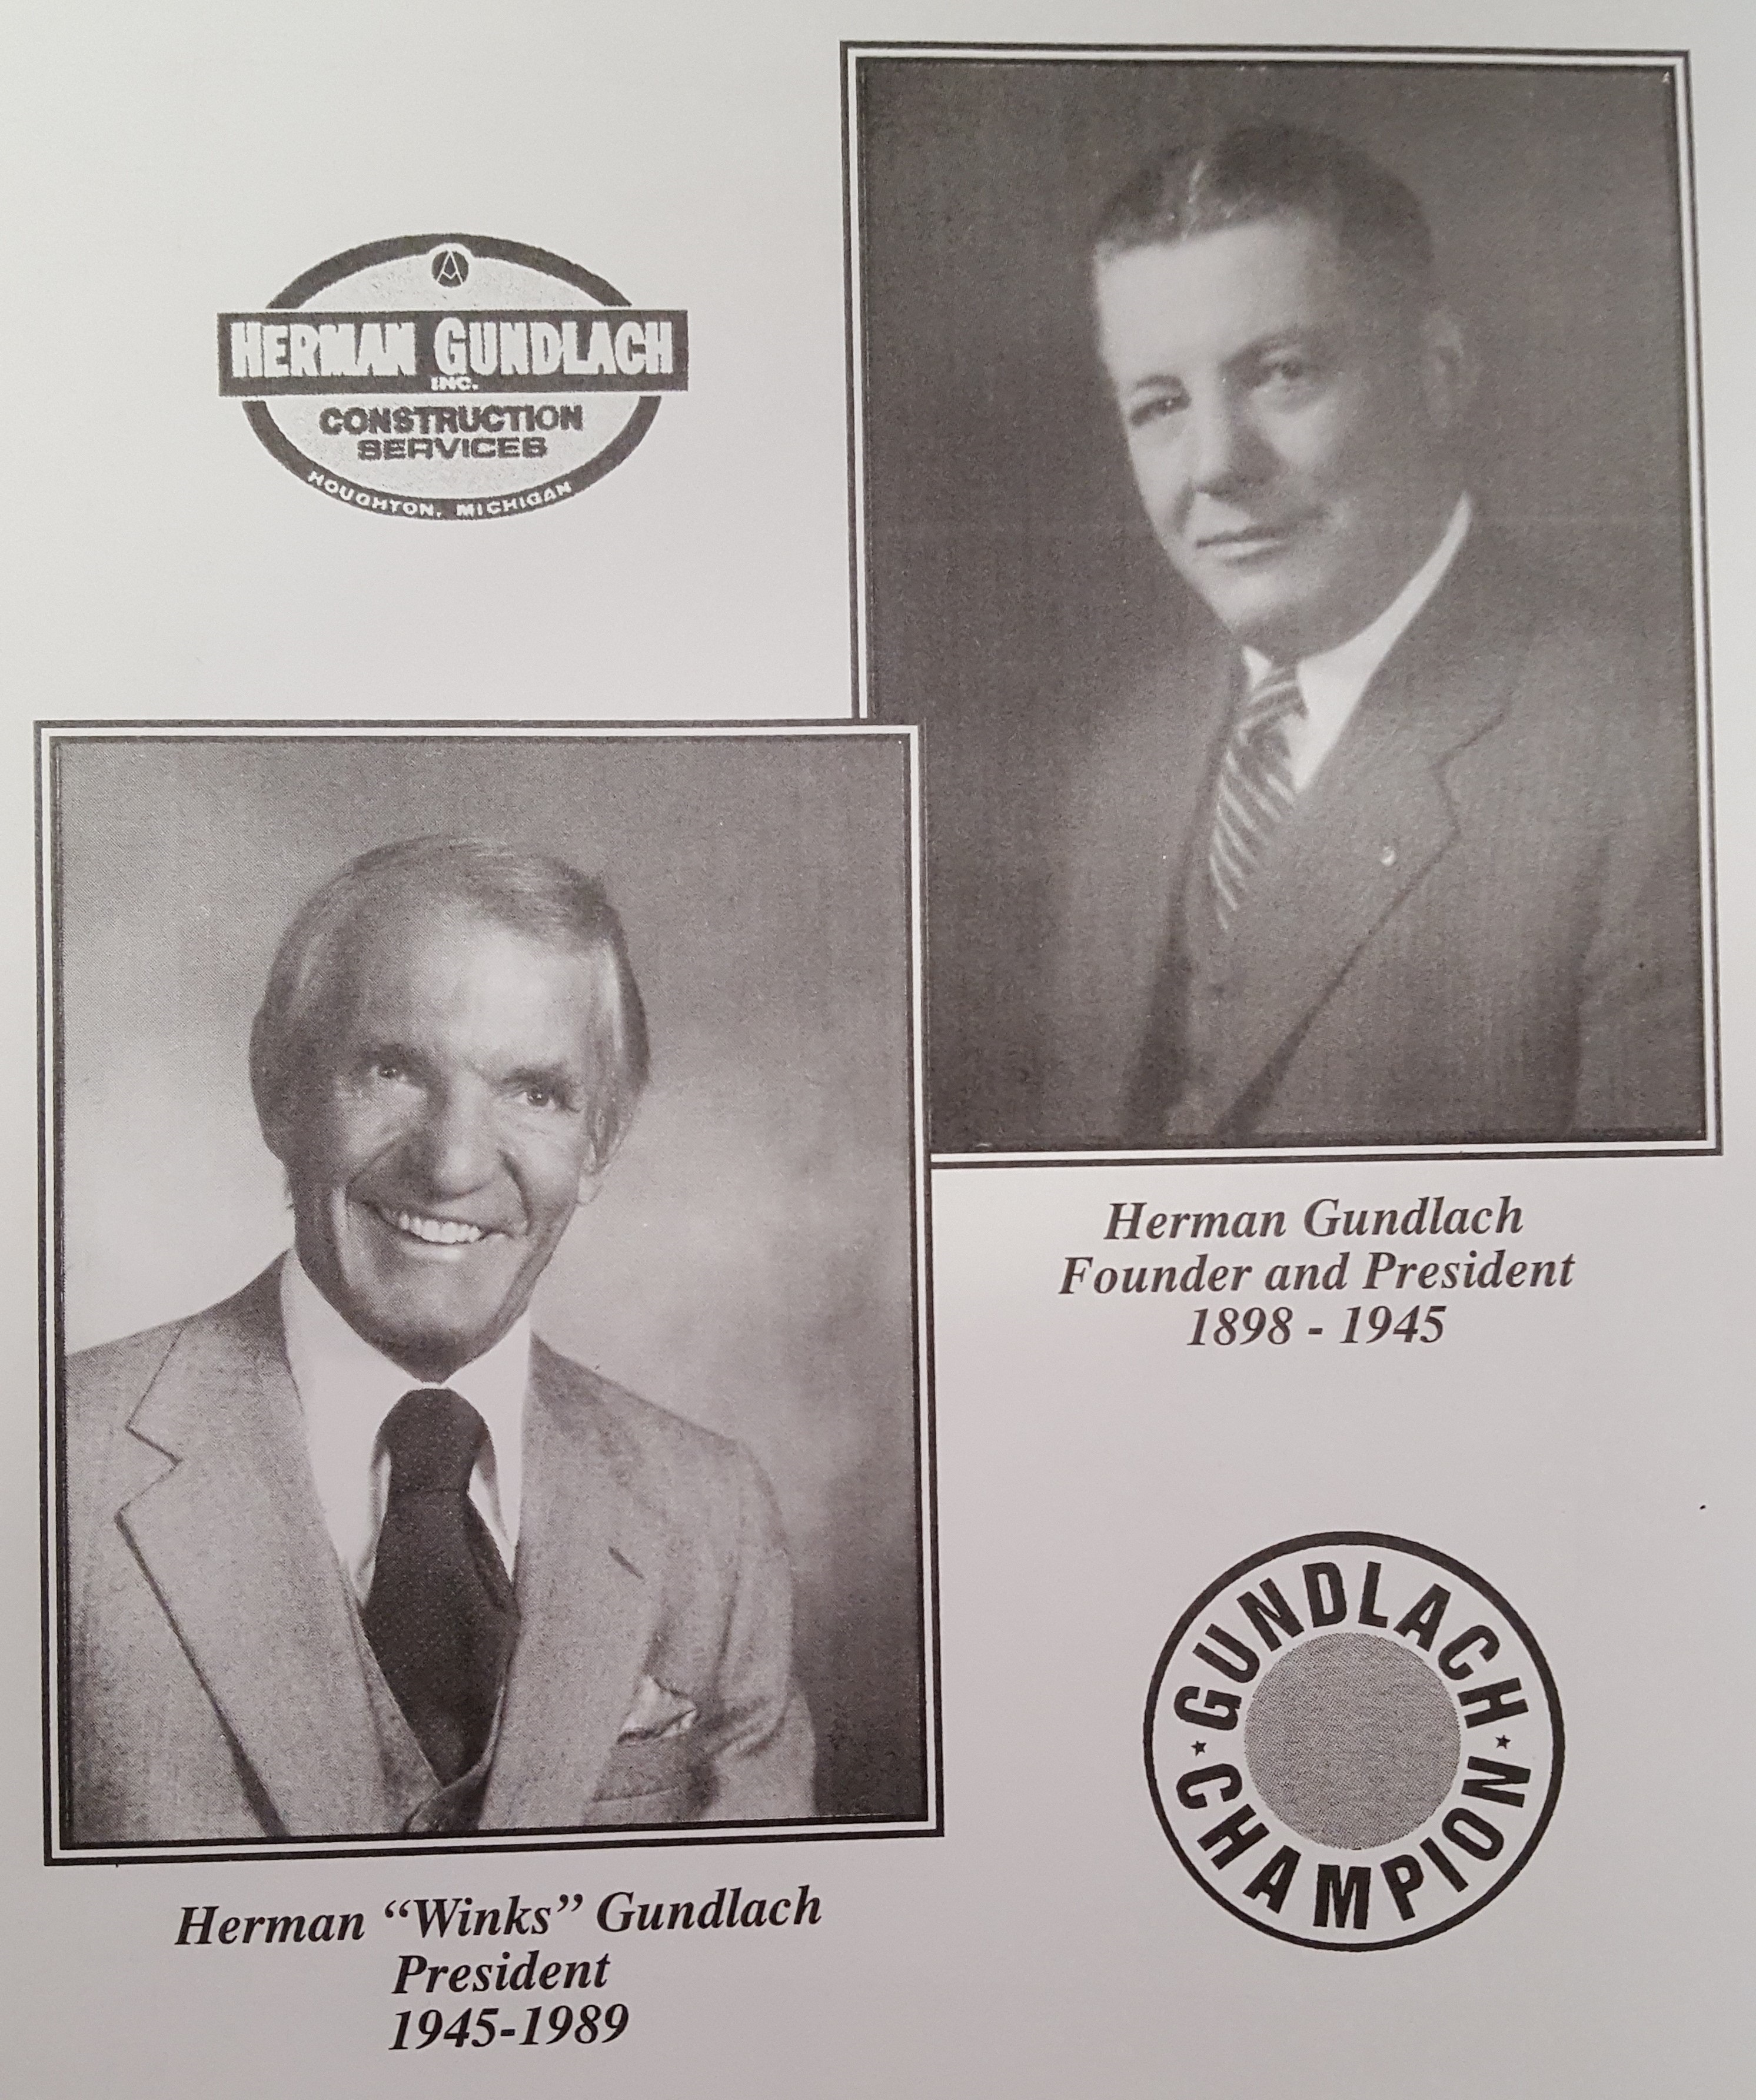 HERMAN GUNDLACH
INC.
CONSTRUCTION
SERVICES
HOUGHTON, MICHIGAN
Herman Gundlach
Founder and President
1898 - 1945
Herman “Winks” Gundlach
President
1945-1989
GUNDLACH
CHAMPION